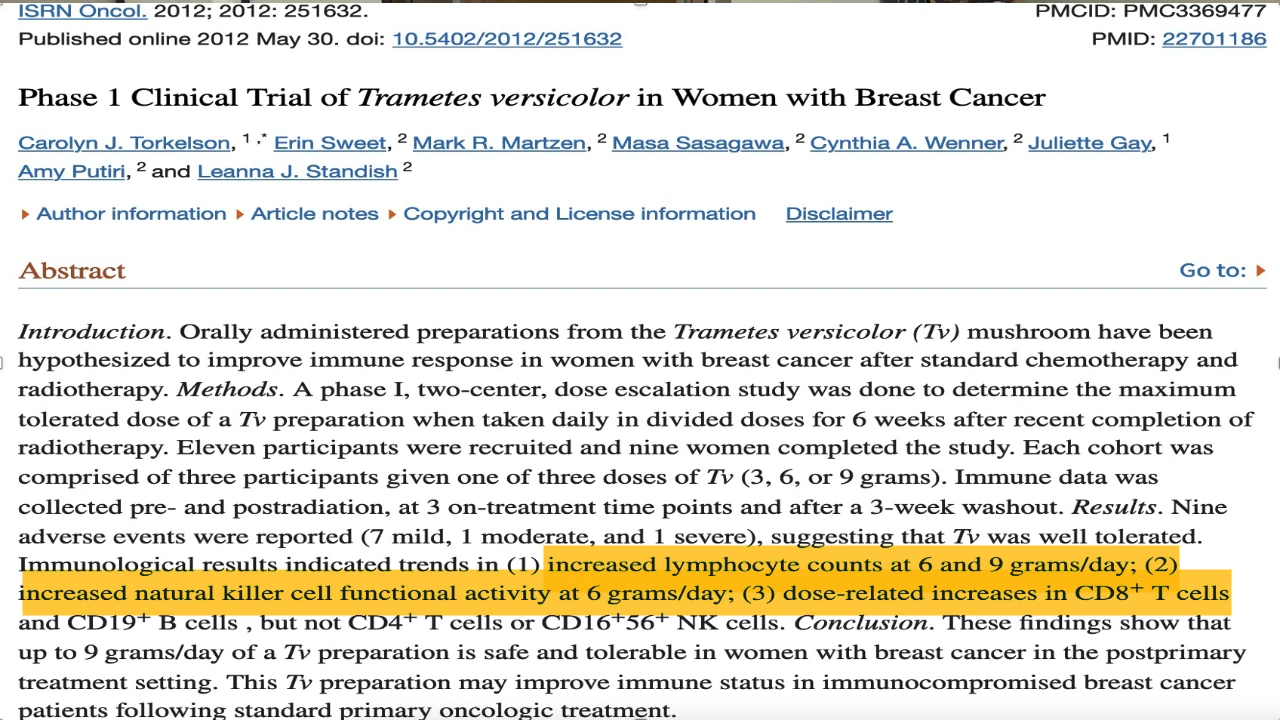 ISRN Oncol. 2012; 2012: 251632. PMCID: PMC3369477
Published online 2012 May 30. doi: 10.5402/2012/251632 PMID: 22701186
Phase 1 Clinical Trial of Trametes versicolor in Women with Breast Cancer
Carolyn J. Torkelson, 1 ,* Erin Sweet, 2 Mark R. Martzen, 2 Masa Sasagawa, 2 Cynthia A. Wenner, 2 Juliette Gay, 1
Amy Putiri, 2 and Leanna J. Standish 2
▸ Author information ▸ Article notes ▸ Copyright and License information Disclaimer
Abstract Go to: ▸
Introduction. Orally administered preparations from the Trametes versicolor (Tv) mushroom have been
hypothesized to improve immune response in women with breast cancer after standard chemotherapy and
radiotherapy. Methods. A phase I, two-center, dose escalation study was done to determine the maximum
tolerated dose of a Tv preparation when taken daily in divided doses for 6 weeks after recent completion of
radiotherapy. Eleven participants were recruited and nine women completed the study. Each cohort was
comprised of three participants given one of three doses of Tv (3, 6, or 9 grams). Immune data was
collected pre- and postradiation, at 3 on-treatment time points and after a 3-week washout. Results. Nine
adverse events were reported (7 mild, 1 moderate, and 1 severe), suggesting that Tv was well tolerated.
Immunological results indicated trends in (1) increased lymphocyte counts at 6 and 9 grams/day; (2)
increased natural killer cell functional activity at 6 grams/day; (3) dose-related increases in CD8⁺ T cells
and CD19⁺ B cells , but not CD4⁺ T cells or CD16⁺56⁺ NK cells. Conclusion. These findings show that
up to 9 grams/day of a Tv preparation is safe and tolerable in women with breast cancer in the postprimary
treatment setting. This Tv preparation may improve immune status in immunocompromised breast cancer
patients following standard primary oncologic treatment.